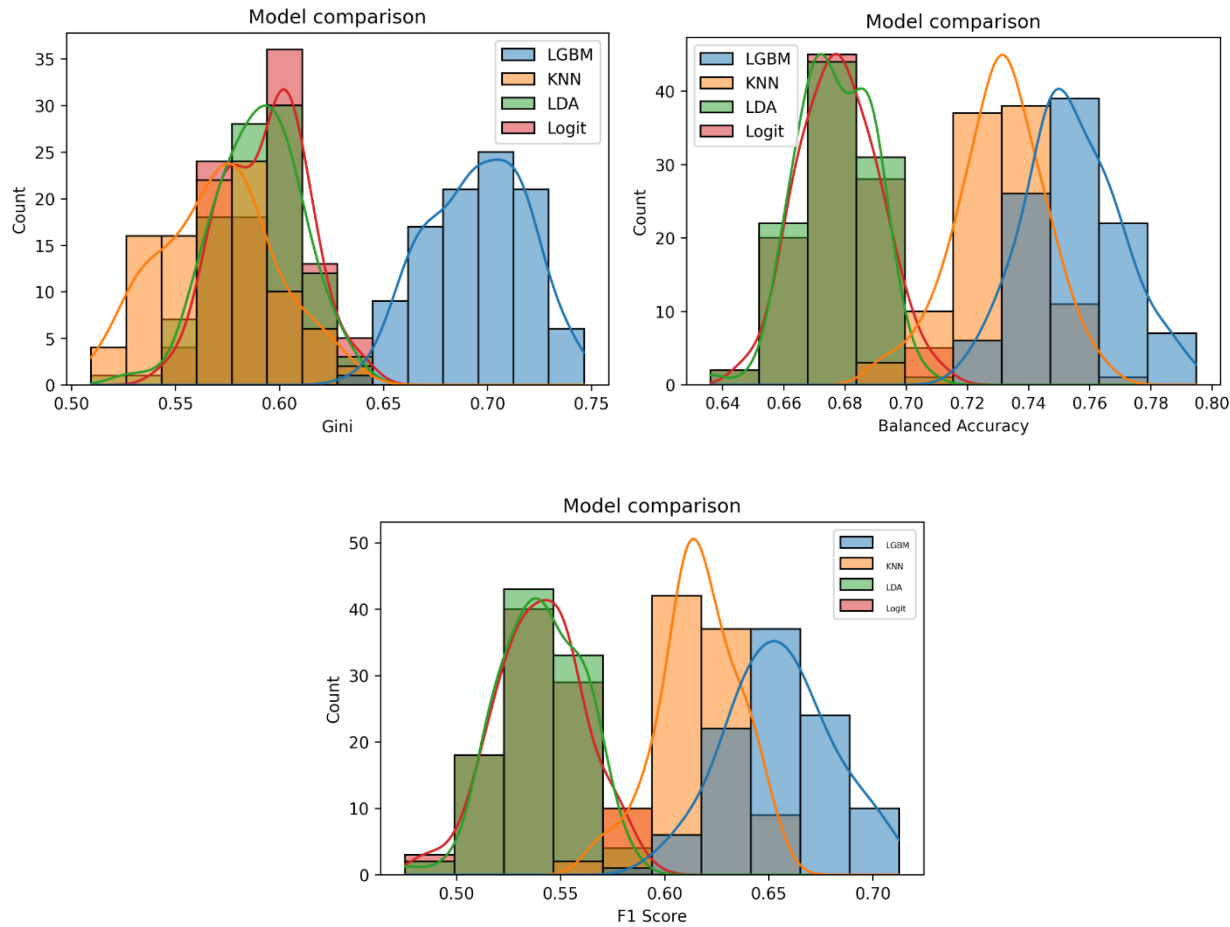 Model comparison
Count
35
30
25
20
15
10
5
0
LGBM
KNN
LDA
Logit
0.50 0.55 0.60 0.65 0.70 0.75
Gini
Model comparison
Count
40
30
20
10
0
LGBM
KNN
LDA
Logit
0.64 0.66 0.68 0.70 0.72 0.74 0.76 0.78 0.80
Balanced Accuracy
Model comparison
Count
50
40
30
20
10
0
LGBM
KNN
LDA
Logit
0.50 0.55 0.60 0.65 0.70
F1 Score